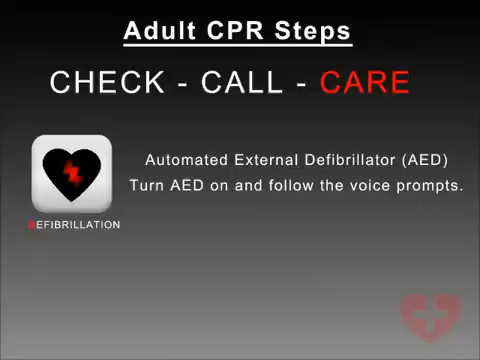 Adult CPR Steps
CHECK - CALL - CARE
Automated External Defibrillator (AED)
Turn AED on and follow the voice prompts.
DEFIBRILLATION